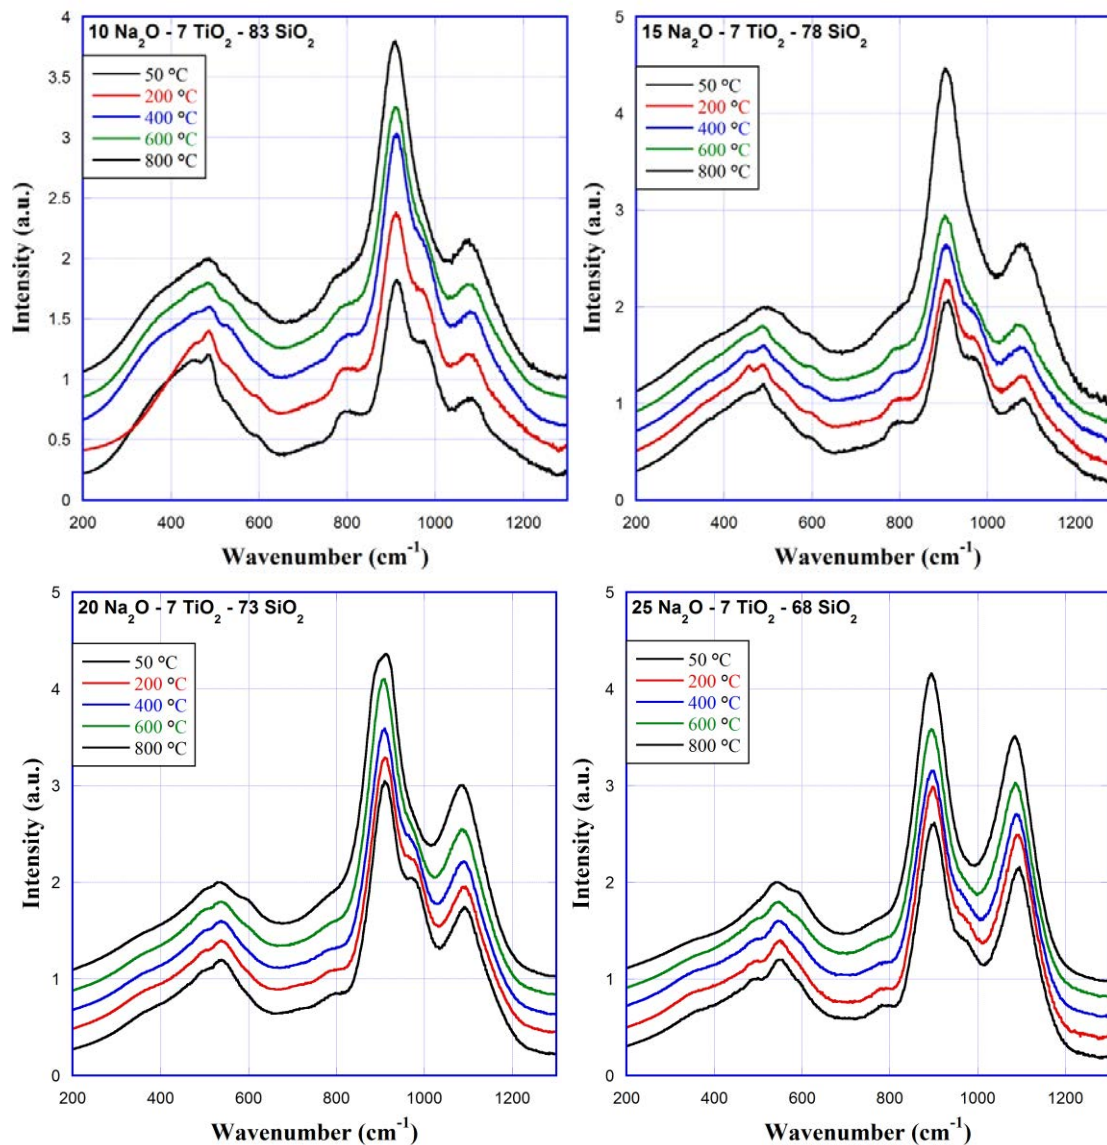 10 Na₂O - 7 TiO₂ - 83 SiO₂
50 °C
200 °C
400 °C
600 °C
800 °C
Intensity (a.u.)
4
3.5
3
2.5
2
1.5
1
0.5
0
200 400 600 800 1000 1200
Wavenumber (cm⁻¹)
15 Na₂O - 7 TiO₂ - 78 SiO₂
50 °C
200 °C
400 °C
600 °C
800 °C
Intensity (a.u.)
5
4
3
2
1
0
200 400 600 800 1000 1200
Wavenumber (cm⁻¹)
20 Na₂O - 7 TiO₂ - 73 SiO₂
50 °C
200 °C
400 °C
600 °C
800 °C
Intensity (a.u.)
5
4
3
2
1
0
200 400 600 800 1000 1200
Wavenumber (cm⁻¹)
25 Na₂O - 7 TiO₂ - 68 SiO₂
50 °C
200 °C
400 °C
600 °C
800 °C
Intensity (a.u.)
5
4
3
2
1
0
200 400 600 800 1000 1200
Wavenumber (cm⁻¹)